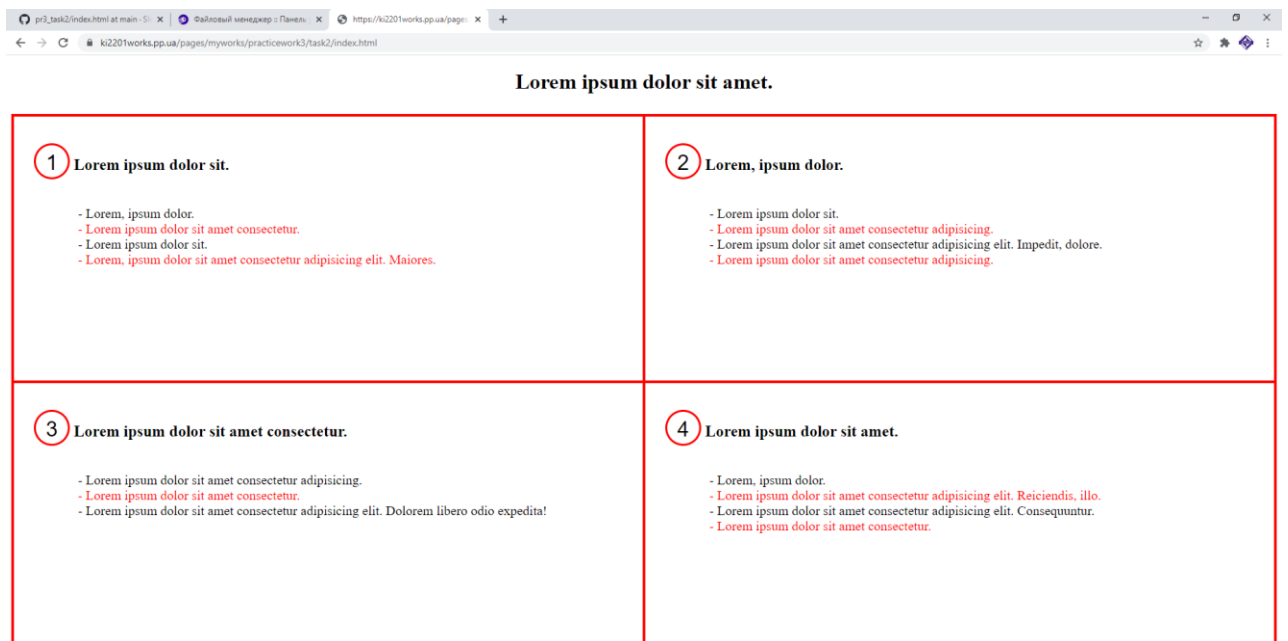 pr3_task2/index.html at main
Файловый менеджер :: Панель
https://ki2201works.pp.ua/pages
ki2201works.pp.ua/pages/myworks/practicework3/task2/index.html
Lorem ipsum dolor sit amet.
1 Lorem ipsum dolor sit.
- Lorem, ipsum dolor.
- Lorem ipsum dolor sit amet consectetur.
- Lorem ipsum dolor sit.
- Lorem, ipsum dolor sit amet consectetur adipisicing elit. Maiores.
2 Lorem, ipsum dolor.
- Lorem ipsum dolor sit.
- Lorem ipsum dolor sit amet consectetur adipisicing.
- Lorem ipsum dolor sit amet consectetur adipisicing elit. Impedit, dolore.
- Lorem ipsum dolor sit amet consectetur adipisicing.
3 Lorem ipsum dolor sit amet consectetur.
- Lorem ipsum dolor sit amet consectetur adipisicing.
- Lorem ipsum dolor sit amet consectetur.
- Lorem ipsum dolor sit amet consectetur adipisicing elit. Dolorem libero odio expedita!
4 Lorem ipsum dolor sit amet.
- Lorem, ipsum dolor.
- Lorem ipsum dolor sit amet consectetur adipisicing elit. Reiciendis, illo.
- Lorem ipsum dolor sit amet consectetur adipisicing elit. Consequuntur.
- Lorem ipsum dolor sit amet consectetur.